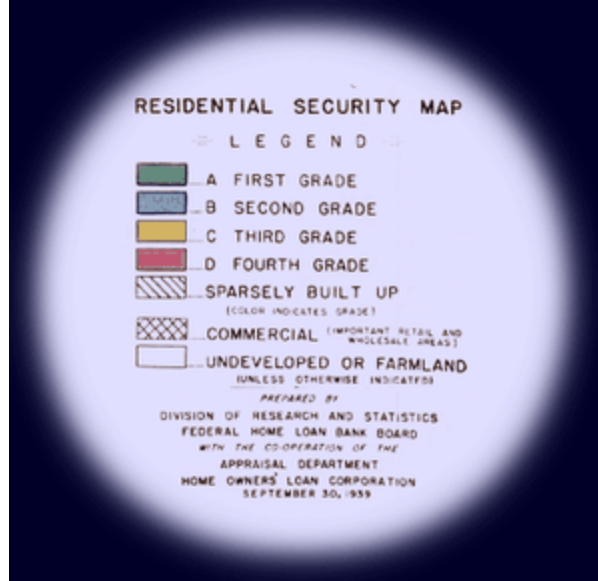 RESIDENTIAL SECURITY MAP
LEGEND
A FIRST GRADE
B SECOND GRADE
C THIRD GRADE
D FOURTH GRADE
SPARSELY BUILT UP
(COLOR INDICATES GRADE)
COMMERCIAL (IMPORTANT RETAIL AND
WHOLESALE AREAS)
UNDEVELOPED OR FARMLAND
(UNLESS OTHERWISE INDICATED)
PREPARED BY
DIVISION OF RESEARCH AND STATISTICS
FEDERAL HOME LOAN BANK BOARD
WITH THE CO-OPERATION OF THE
APPRAISAL DEPARTMENT
HOME OWNERS' LOAN CORPORATION
SEPTEMBER 30, 1939